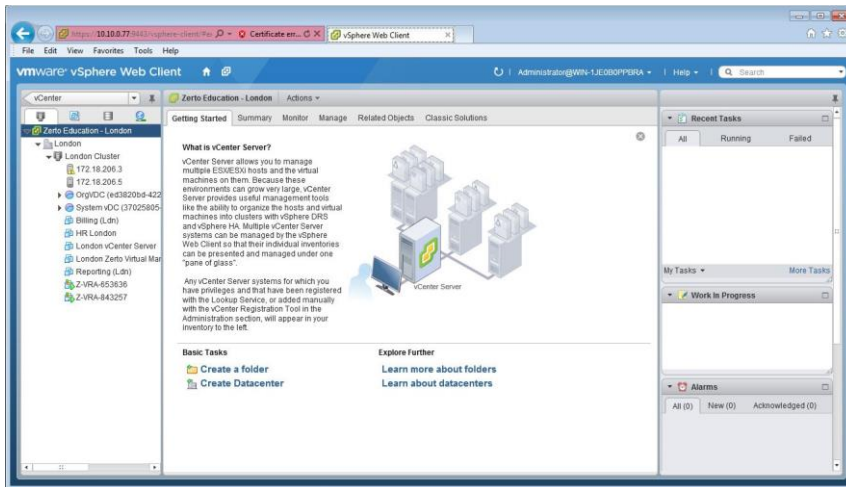 https://10.10.0.77:9443/vsphere-client/#ex
Certificate err...
vSphere Web Client
File Edit View Favorites Tools Help
vmware® vSphere Web Client
Administrator@WIN-1JE0B0PPBRA
Help
Search
vCenter
Zerto Education - London
Actions
Getting Started Summary Monitor Manage Related Objects Classic Solutions
Zerto Education - London
London
London Cluster
172.18.206.3
172.18.206.5
OrgVDC (ed3820bd-422
System vDC (37025805-
Billing (Ldn)
HR London
London vCenter Server
London Zerto Virtual Mar
Reporting (Ldn)
Z-VRA-653636
Z-VRA-843257
What is vCenter Server?
vCenter Server allows you to manage
multiple ESX/ESXi hosts and the virtual
machines on them. Because these
environments can grow very large, vCenter
Server provides useful management tools
like the ability to organize the hosts and virtual
machines into clusters with vSphere DRS
and vSphere HA. Multiple vCenter Server
systems can be managed by the vSphere
Web Client so that their individual inventories
can be presented and managed under one
"pane of glass".
Any vCenter Server systems for which you
have privileges and that have been registered
with the Lookup Service, or added manually
with the vCenter Registration Tool in the
Administration section, will appear in your
inventory to the left.
vCenter Server
Basic Tasks
Create a folder
Create Datacenter
Explore Further
Learn more about folders
Learn about datacenters
Recent Tasks
All Running Failed
My Tasks
More Tasks
Work In Progress
Alarms
All (0) New (0) Acknowledged (0)